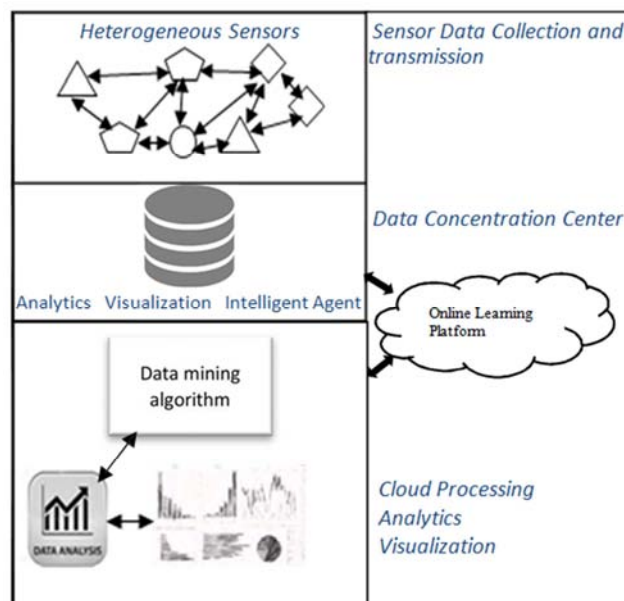 Heterogeneous Sensors
Sensor Data Collection and
transmission
Data Concentration Center
Analytics Visualization Intelligent Agent
Online Learning
Platform
Data mining
algorithm
DATA ANALYSIS
Cloud Processing
Analytics
Visualization